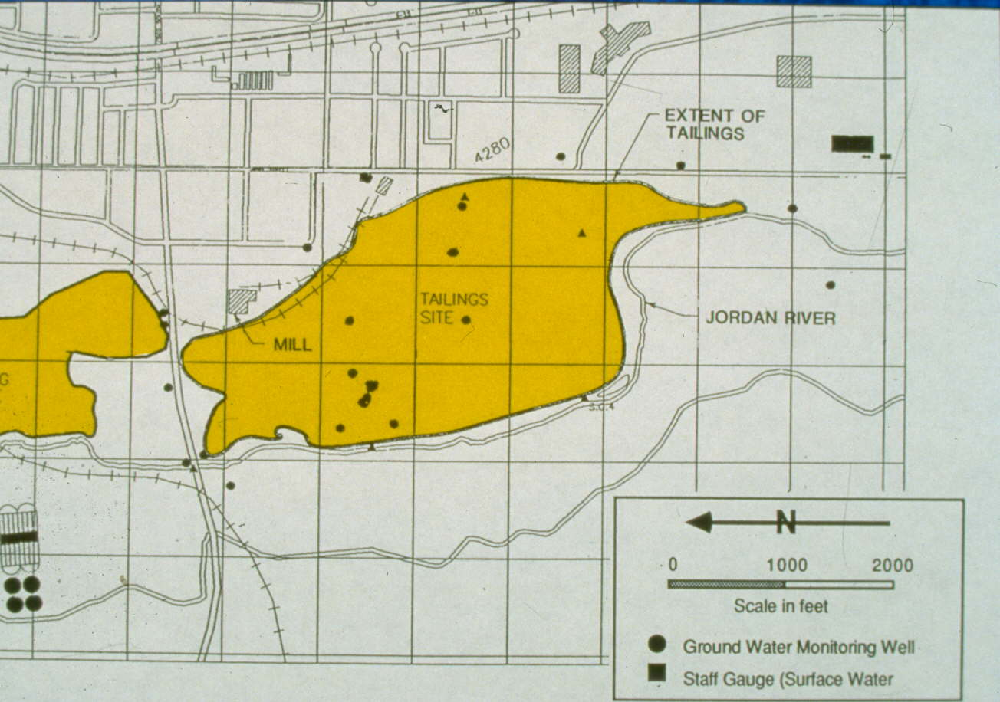 4280
EXTENT OF
TAILINGS
TAILINGS
SITE
JORDAN RIVER
MILL
G
S.G.4
N
0 1000 2000
Scale in feet
Ground Water Monitoring Well
Staff Gauge (Surface Water